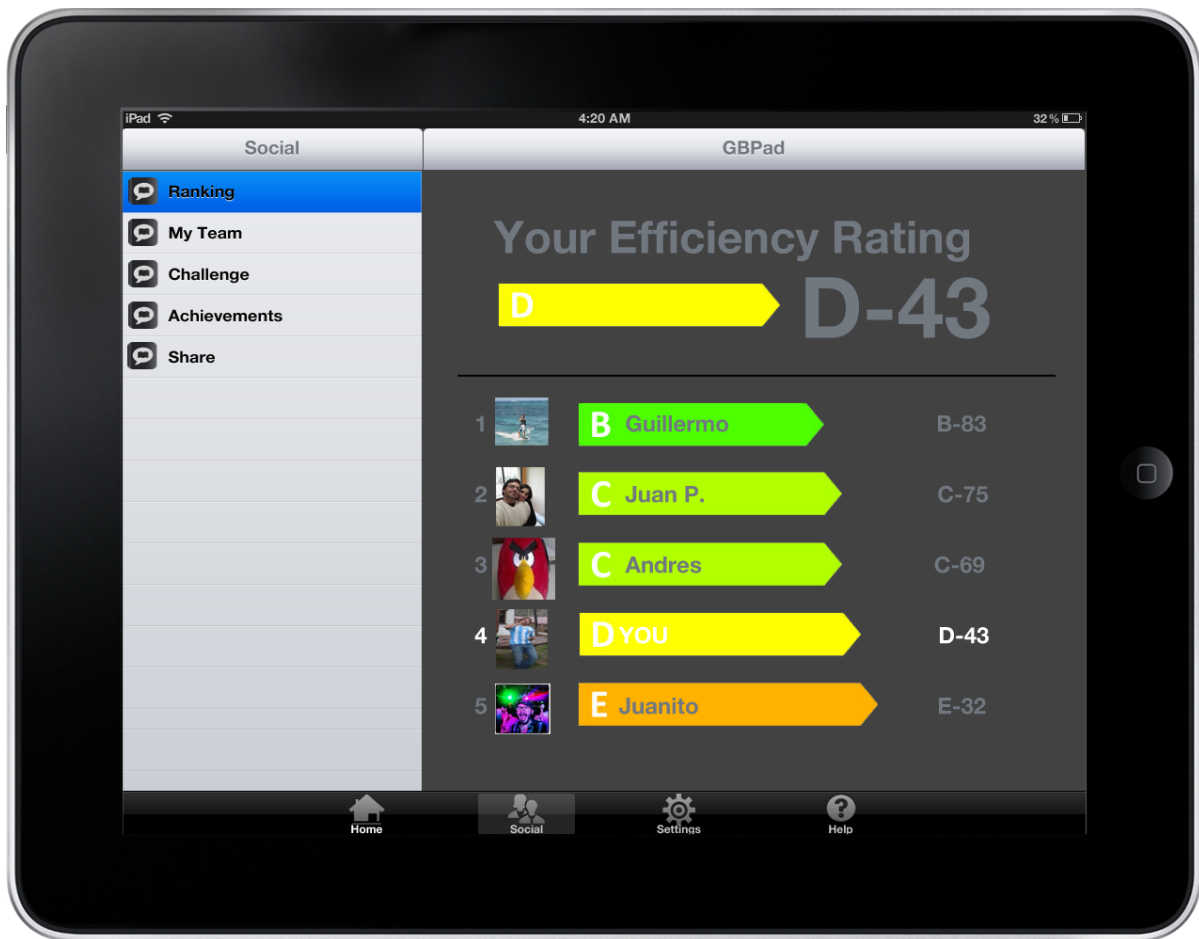 iPad 4:20 AM 32 %
Social GBPad
Ranking
My Team
Challenge
Achievements
Share
Your Efficiency Rating
D D-43
1 B Guillermo B-83
2 C Juan P. C-75
3 C Andres C-69
4 D YOU D-43
5 E Juanito E-32
Home Social Settings ? Help